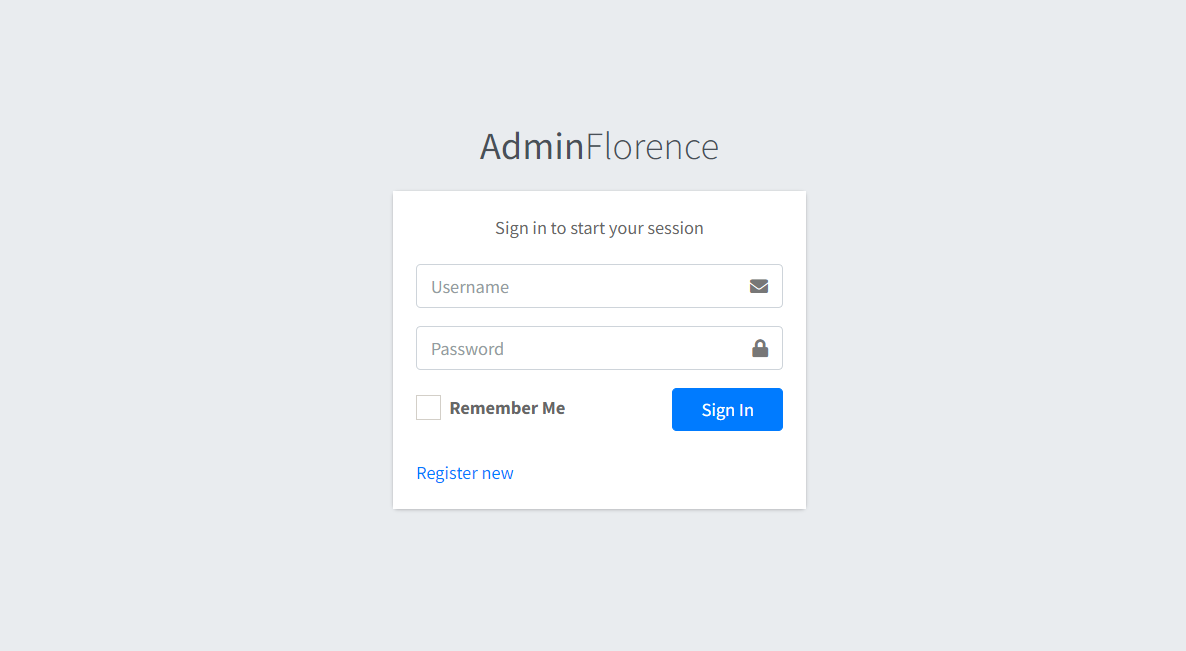 AdminFlorence
Sign in to start your session
Username
Password
Remember Me
Sign In
Register new